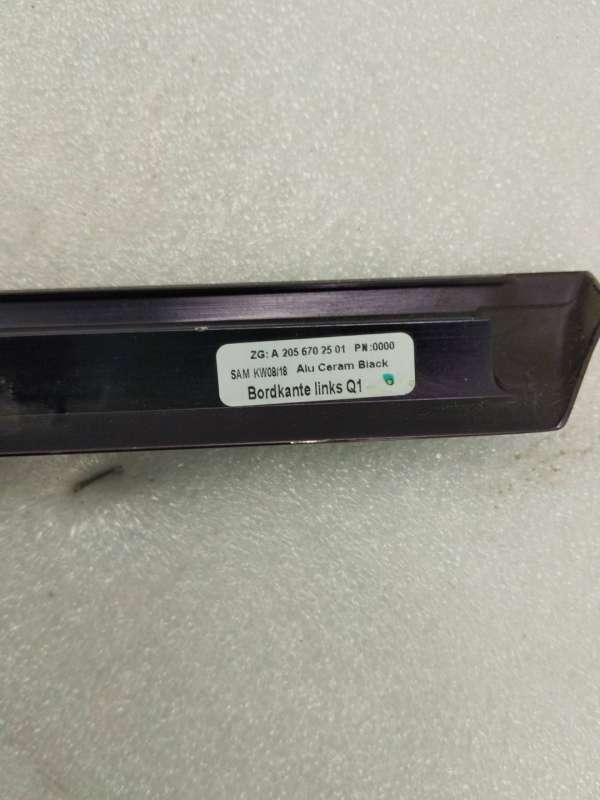 ZG: A 205 670 25 01 PN:0000
SAM KW08/18 Alu Ceram Black
Bordkante links Q1